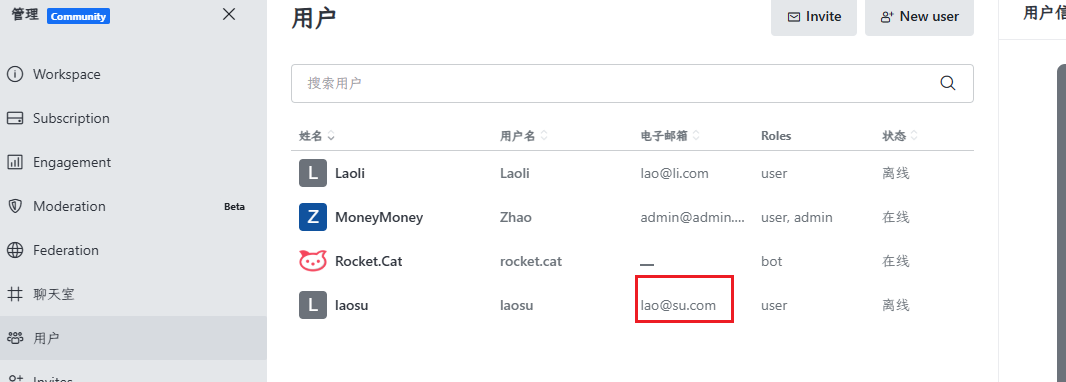 管理 Community
Workspace
Subscription
Engagement
Moderation Beta
Federation
聊天室
用户
Invites
用户
Invite
New user
搜索用户
姓名 用户名 电子邮箱 Roles 状态
L Laoli Laoli lao@li.com user 离线
Z MoneyMoney Zhao admin@admin.... user, admin 在线
Rocket.Cat rocket.cat — bot 在线
L laosu laosu lao@su.com user 离线
用户信